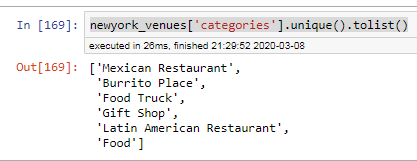 In [169]: newyork_venues['categories'].unique().tolist()
executed in 26ms, finished 21:29:52 2020-03-08
Out[169]: ['Mexican Restaurant',
'Burrito Place',
'Food Truck',
'Gift Shop',
'Latin American Restaurant',
'Food']